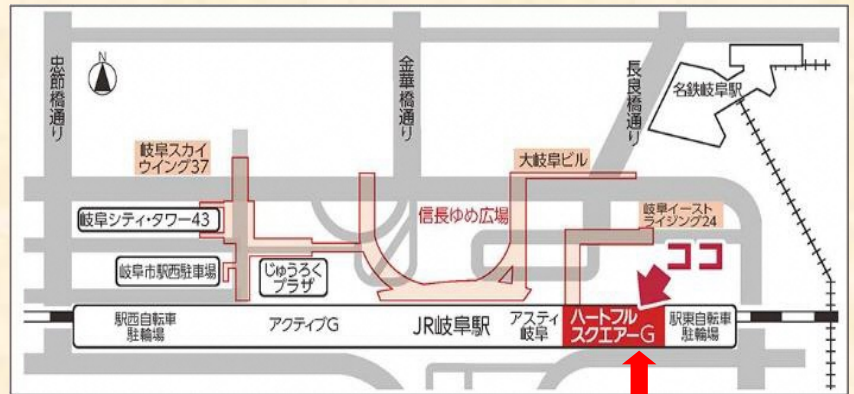 忠節橋通り
N
金華橋通り
長良橋通り
名鉄岐阜駅
岐阜スカイ
ウイング37
大岐阜ビル
岐阜シティ・タワー43
信長ゆめ広場
岐阜イースト
ライジング24
ココ
岐阜市駅西駐車場
じゅうろく
プラザ
駅西自転車
駐輪場
アクティブG
JR岐阜駅
アスティ
岐阜
ハートフル
スクエアーG
駅東自転車
駐輪場